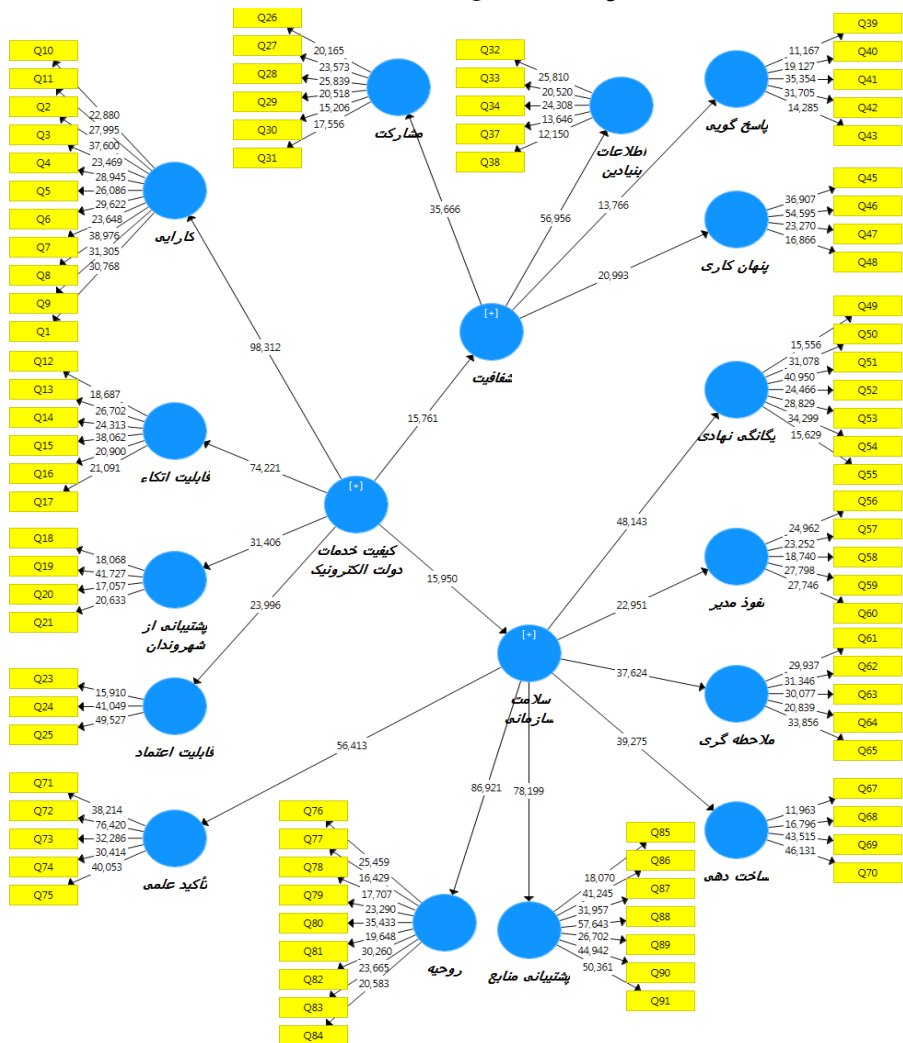 Q10
Q11
Q2
Q3
Q4
Q5
Q6
Q7
Q8
Q9
Q1
22,880
27,995
37,600
23,469
28,945
26,086
29,622
23,648
38,976
31,305
30,768
کارایی
Q26
Q27
Q28
Q29
Q30
Q31
20,165
23,573
25,839
20,518
15,206
17,556
مشارکت
Q32
Q33
Q34
Q37
Q38
25,810
20,520
24,308
13,646
12,150
اطلاعات
بنیادین
Q39
Q40
Q41
Q42
Q43
11,167
19,127
35,354
31,705
14,285
پاسخ گویی
Q45
Q46
Q47
Q48
36,907
54,595
23,270
16,866
پنهان کاری
35,666
56,956
13,766
20,993
[+]
شفافیت
98,312
15,761
Q12
Q13
Q14
Q15
Q16
Q17
18,687
26,702
24,313
38,062
20,900
21,091
قابلیت اتکاء
74,221
[+]
کیفیت خدمات
دولت الکترونیک
31,406
23,996
15,950
Q18
Q19
Q20
Q21
18,068
41,727
17,057
20,633
پشتیبانی از
شهروندان
Q23
Q24
Q25
15,910
41,049
49,527
قابلیت اعتماد
Q49
Q50
Q51
Q52
Q53
Q54
Q55
15,556
31,078
40,950
24,466
28,829
34,299
15,629
یگانگی نهادی
48,143
Q56
Q57
Q58
Q59
Q60
24,962
23,252
18,740
27,798
27,746
نفوذ مدیر
22,951
[+]
سلامت
سازمانی
37,624
Q61
Q62
Q63
Q64
Q65
29,937
31,346
30,077
20,839
33,856
ملاحظه گری
39,275
56,413
86,921
78,199
Q67
Q68
Q69
Q70
11,963
16,796
43,515
46,131
ساخت دهی
Q71
Q72
Q73
Q74
Q75
38,214
76,420
32,286
30,414
40,053
تأکید علمی
Q76
Q77
Q78
Q79
Q80
Q81
Q82
Q83
Q84
25,459
16,429
17,707
23,290
35,433
19,648
30,260
23,665
20,583
روحیه
Q85
Q86
Q87
Q88
Q89
Q90
Q91
18,070
41,245
31,957
57,643
26,702
44,942
50,361
پشتیبانی منابع